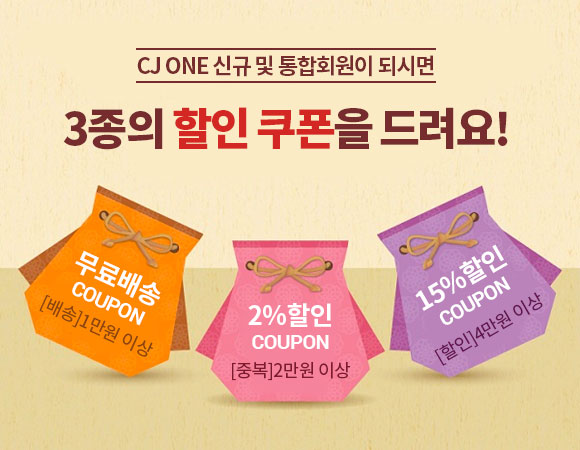 CJ ONE 신규 및 통합회원이 되시면
3종의 할인 쿠폰을 드려요!
무료배송
COUPON
[배송]1만원 이상
2%할인
COUPON
[중복]2만원 이상
15%할인
COUPON
[할인]4만원 이상